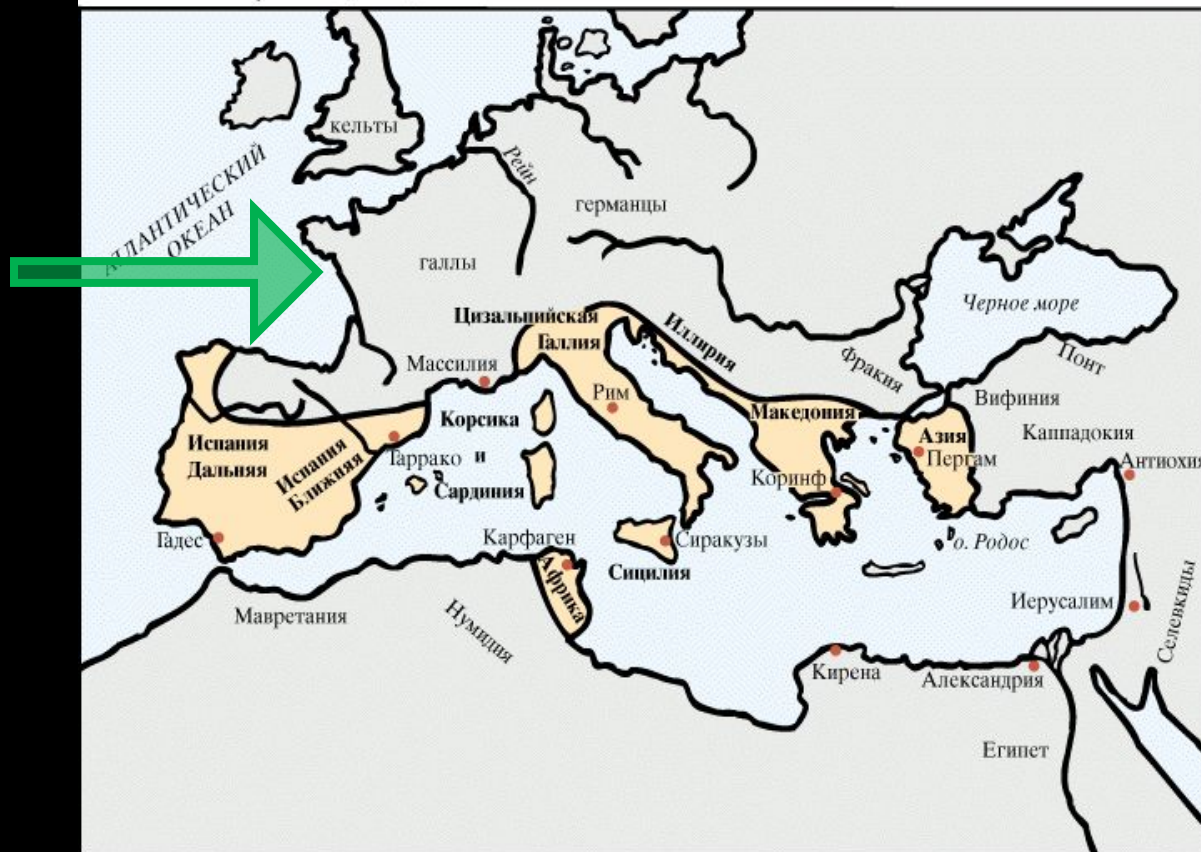 кельты
АТЛАНТИЧЕСКИЙ
ОКЕАН
Рейн
германцы
галлы
Черное море
Цизальпийская
Галлия
Иллирия
Массилия
Фракия
Понт
Вифиния
Рим
Корсика
и
Сардиния
Македония
Каппадокия
Азия
Пергам
Антиохия
Испания
Дальняя
Испания
Ближняя
Таррако
Коринф
Гадес
Карфаген
Сиракузы
о. Родос
Африка
Сицилия
Мавретания
Нумидия
Иерусалим
Селевкиды
Кирена
Александрия
Египет